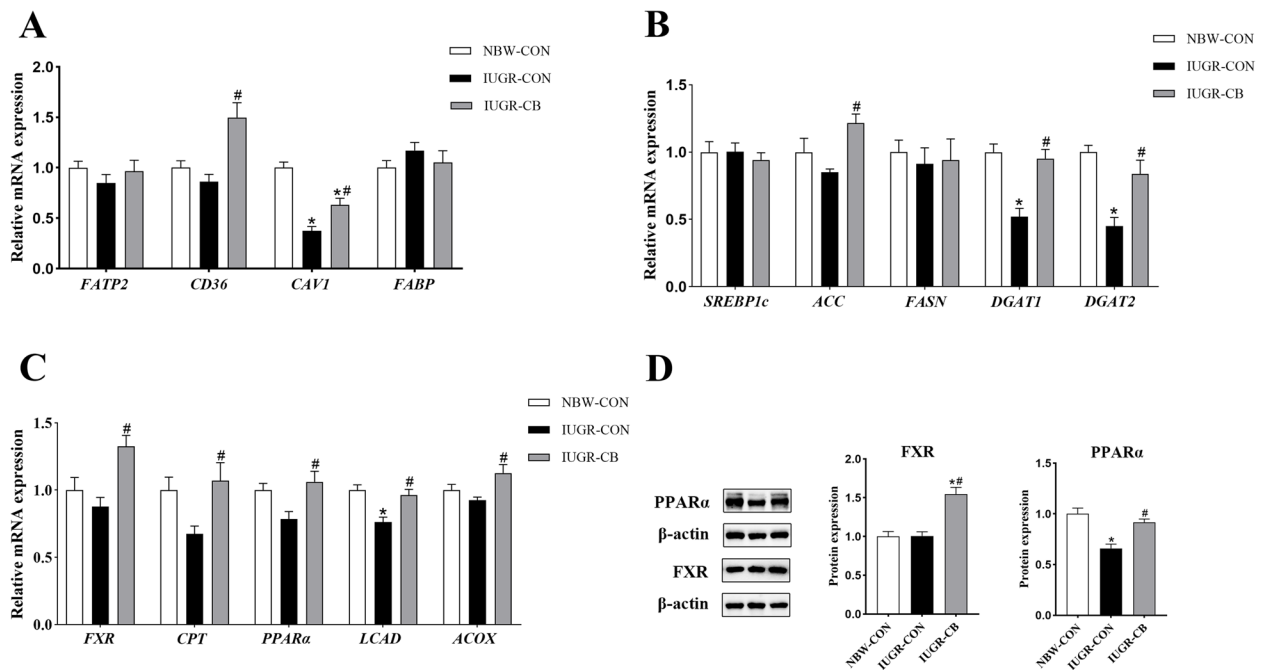 A
NBW-CON
IUGR-CON
IUGR-CB
Relative mRNA expression
2.0
1.5
1.0
0.5
0.0
#
*
*#
FATP2 CD36 CAV1 FABP
B
NBW-CON
IUGR-CON
IUGR-CB
Relative mRNA expression
1.5
1.0
0.5
0.0
#
*
#
*
#
SREBP1c ACC FASN DGAT1 DGAT2
C
NBW-CON
IUGR-CON
IUGR-CB
Relative mRNA expression
1.5
1.0
0.5
0.0
#
#
#
*
#
#
FXR CPT PPARα LCAD ACOX
D
PPARα
β-actin
FXR
β-actin
FXR
Protein expression
2.0
1.5
1.0
0.5
0.0
*#
NBW-CON IUGR-CON IUGR-CB
PPARα
Protein expression
1.5
1.0
0.5
0.0
*
#
NBW-CON IUGR-CON IUGR-CB